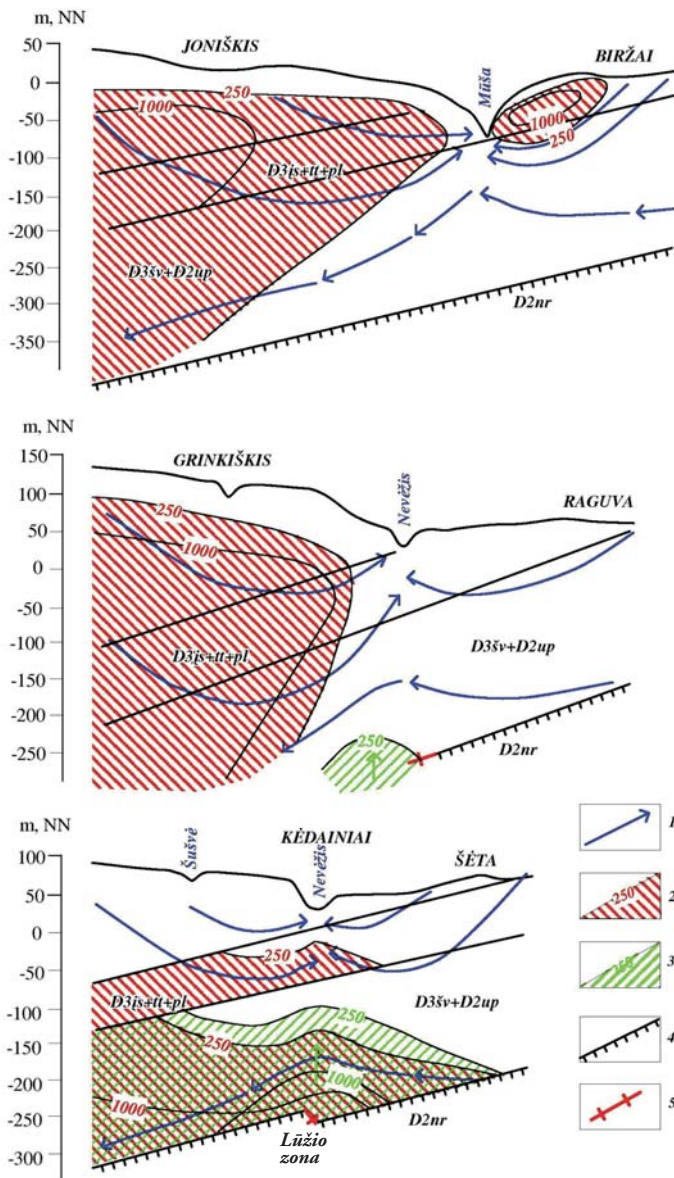 m, NN
50
0
-50
-100
-150
-200
-250
-300
-350
JONIŠKIS
Mūša
BIRŽAI
250
1000
1000
250
D3įs+tt+pl
D3šv+D2up
D2nr
m, NN
150
100
50
0
-50
-100
-150
-200
-250
GRINKIŠKIS
Nevėžis
RAGUVA
250
1000
D3įs+tt+pl
D3šv+D2up
250
D2nr
m, NN
100
50
0
-50
-100
-150
-200
-250
-300
Šušvė
KĖDAINIAI
Nevėžis
ŠĖTA
250
D3įs+tt+pl
D3šv+D2up
250
250
1000
1000
D2nr
Lūžio
zona
1
250
2
250
3
4
5